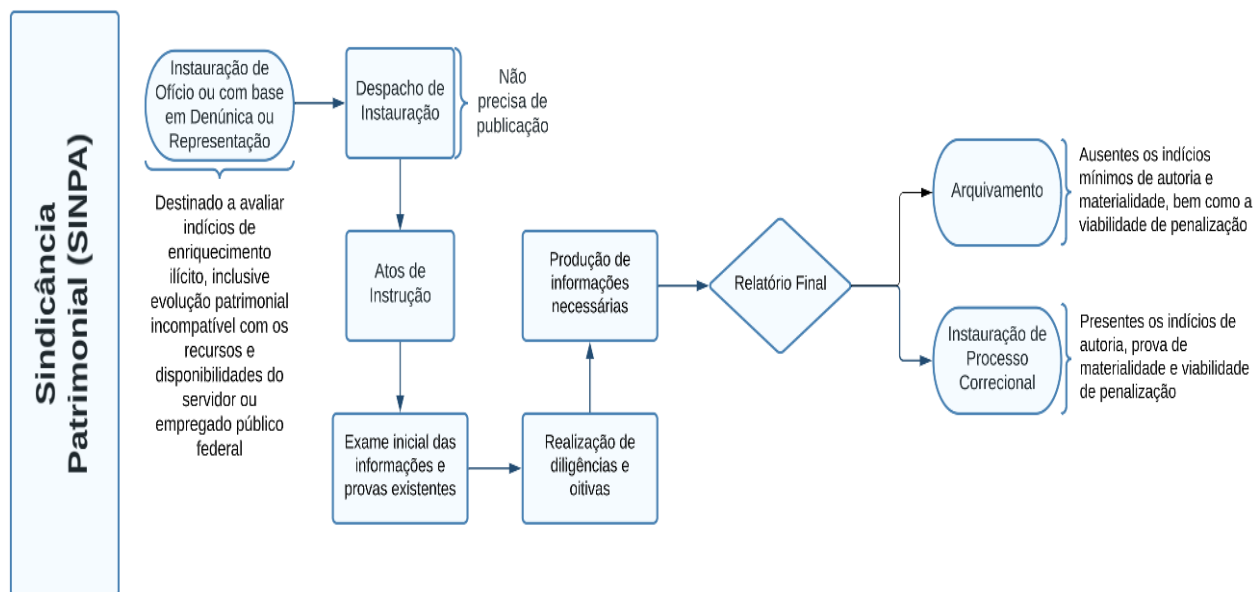 Sindicância
Patrimonial (SINPA)
Instauração de
Ofício ou com base
em Denúnica ou
Representação
Destinado a avaliar
indícios de
enriquecimento
ilícito, inclusive
evolução patrimonial
incompatível com os
recursos e
disponibilidades do
servidor ou
empregado público
federal
Despacho de
Instauração
Não
precisa de
publicação
Atos de
Instrução
Exame inicial das
informações e
provas existentes
Realização de
diligências e
oitivas
Produção de
informações
necessárias
Relatório Final
Arquivamento
Ausentes os indícios
mínimos de autoria e
materialidade, bem como a
viabilidade de penalização
Instauração de
Processo
Correcional
Presentes os indícios de
autoria, prova de
materialidade e viabilidade
de penalização